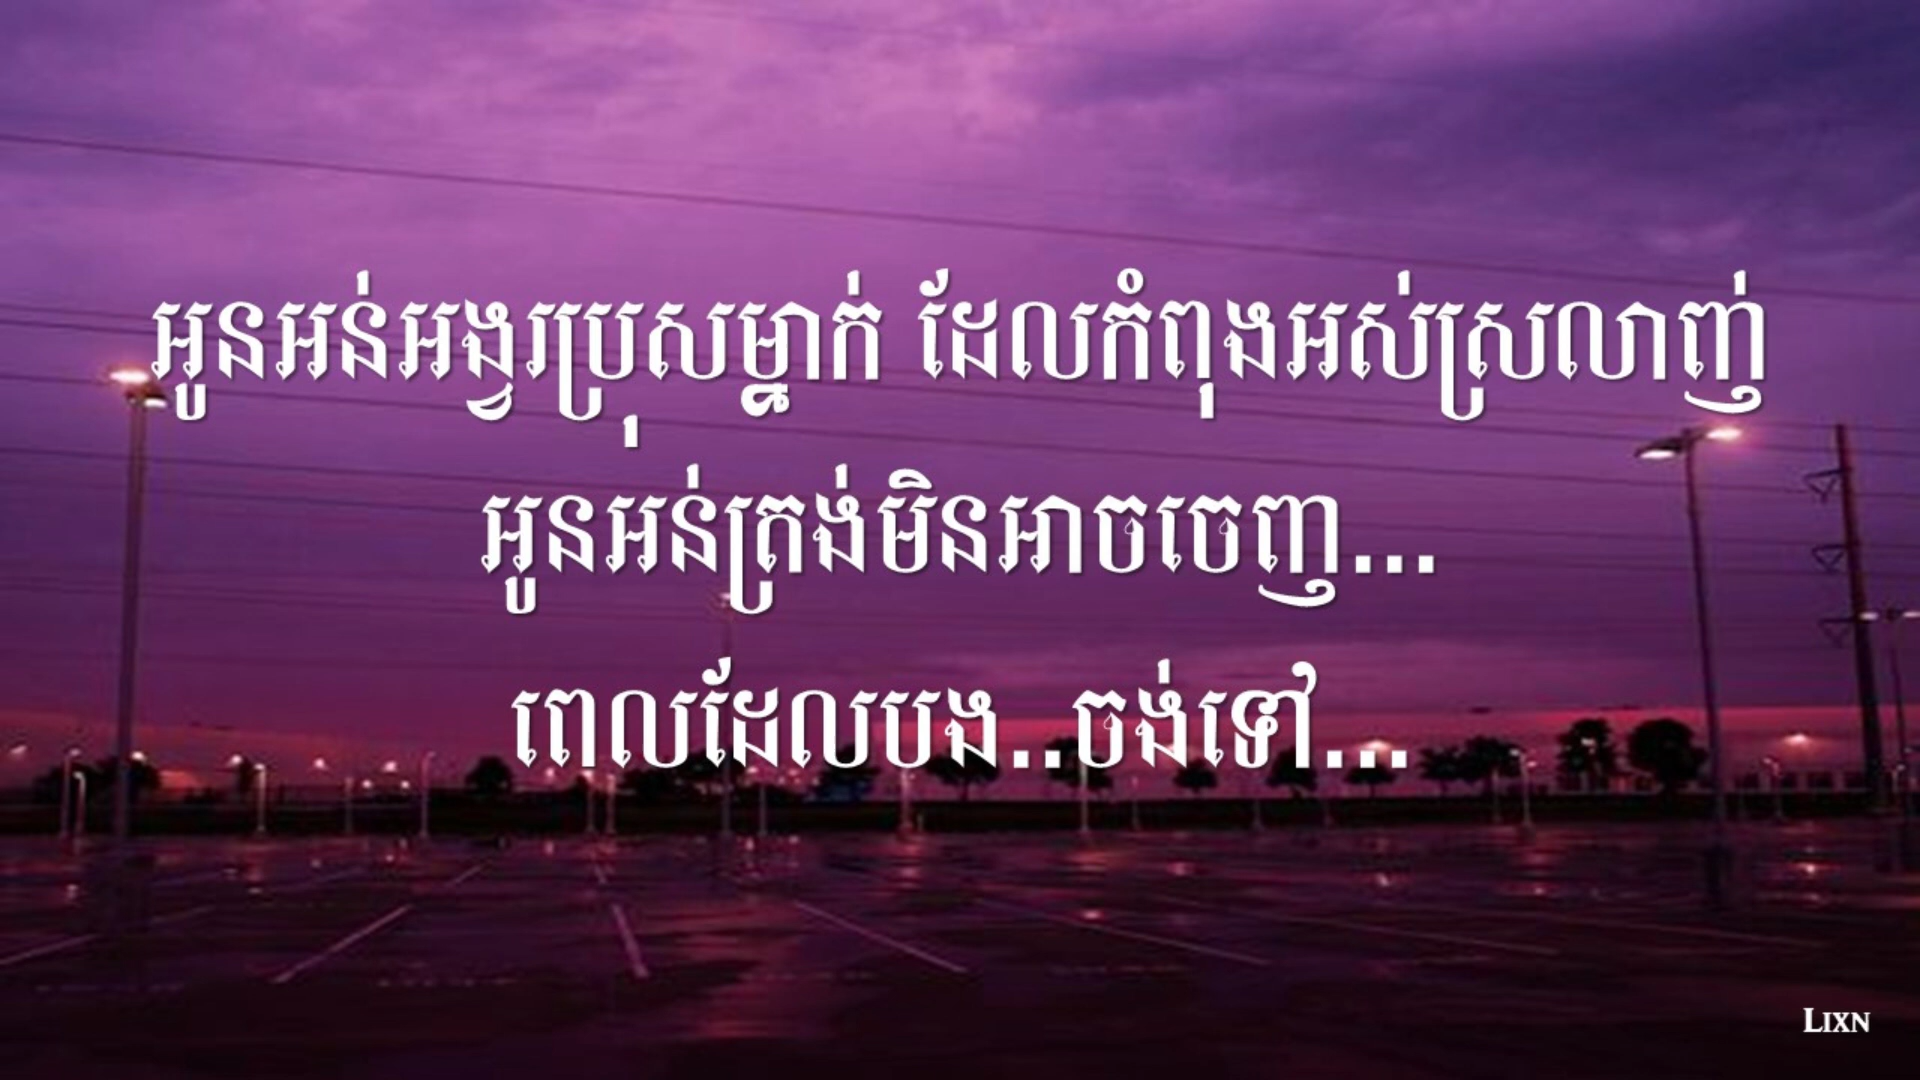 អូនអន់អង្វរប្រុសម្នាក់ ដែលកំពុងអស់ស្រលាញ់
អូនអន់ត្រង់មិនអាចចេញ...
ពេលដែលបង..ចង់ទៅ...
LIXN